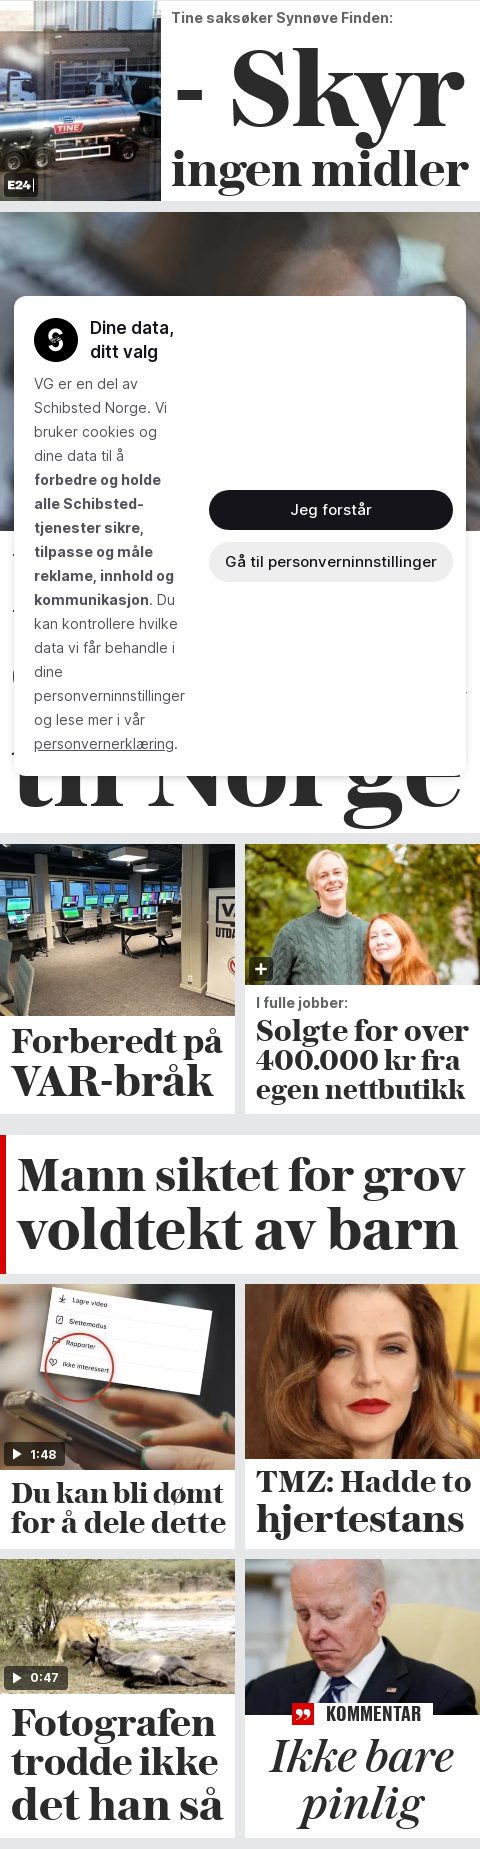 Tine saksøker Synnøve Finden:
- Skyr
ingen midler
TINE
E24
Dine data,
ditt valg
VG er en del av
Schibsted Norge. Vi
bruker cookies og
dine data til å
forbedre og holde
alle Schibsted-
tjenester sikre,
tilpasse og måle
reklame, innhold og
kommunikasjon. Du
kan kontrollere hvilke
data vi får behandle i
dine
personverninnstillinger
og lese mer i vår
personvernerklæring.
Jeg forstår
Gå til personverninnstillinger
til Norge
Forberedt på
VAR-bråk
I fulle jobber:
Solgte for over
400.000 kr fra
egen nettbutikk
Mann siktet for grov
voldtekt av barn
Lagre video
Slettemodus
Rapporter
Ikke interessert
1:48
Du kan bli dømt
for å dele dette
TMZ: Hadde to
hjertestans
0:47
Fotografen
trodde ikke
det han så
KOMMENTAR
Ikke bare
pinlig